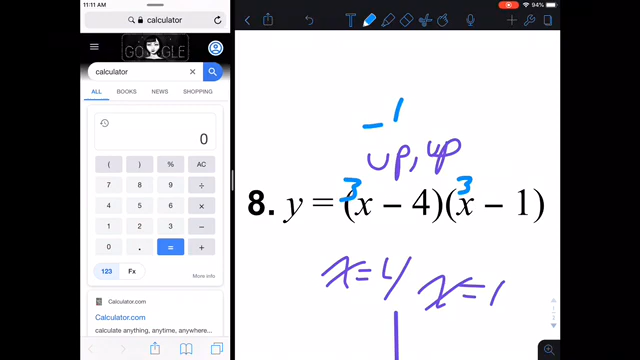 11:11 AM
94%
calculator
GOOGLE
calculator
ALL BOOKS NEWS SHOPPING
0
( ) % AC
7 8 9 ÷
4 5 6 ×
1 2 3 -
0 . = +
123 Fx More info
Calculator.com
Calculator.com
calculate anything, anytime, anywhere...
T
-1
up, up
3 3
8. y = (x − 4)(x − 1)
x=4 x=1